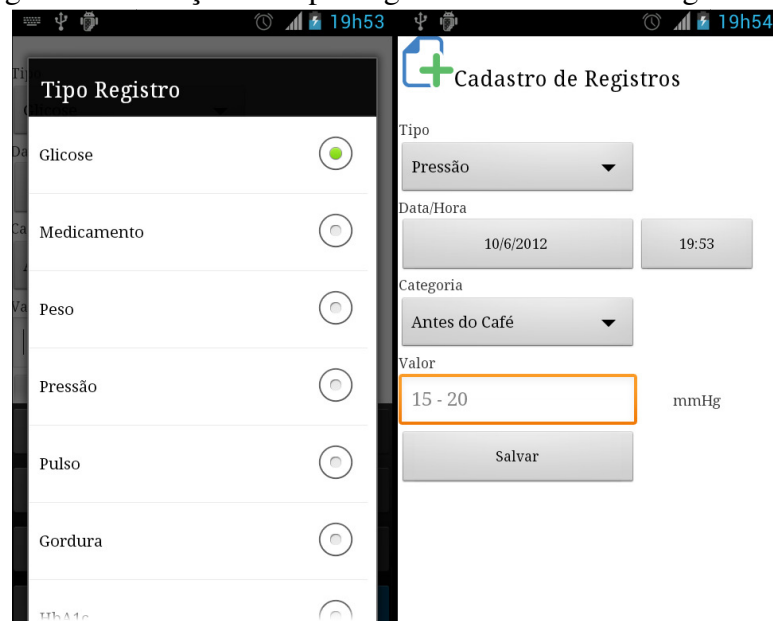 19h53
Tipo Registro
Glicose
Medicamento
Peso
Pressão
Pulso
Gordura
HbA1c
19h54
Cadastro de Registros
Tipo
Pressão
Data/Hora
10/6/2012 19:53
Categoria
Antes do Café
Valor
15 - 20 mmHg
Salvar